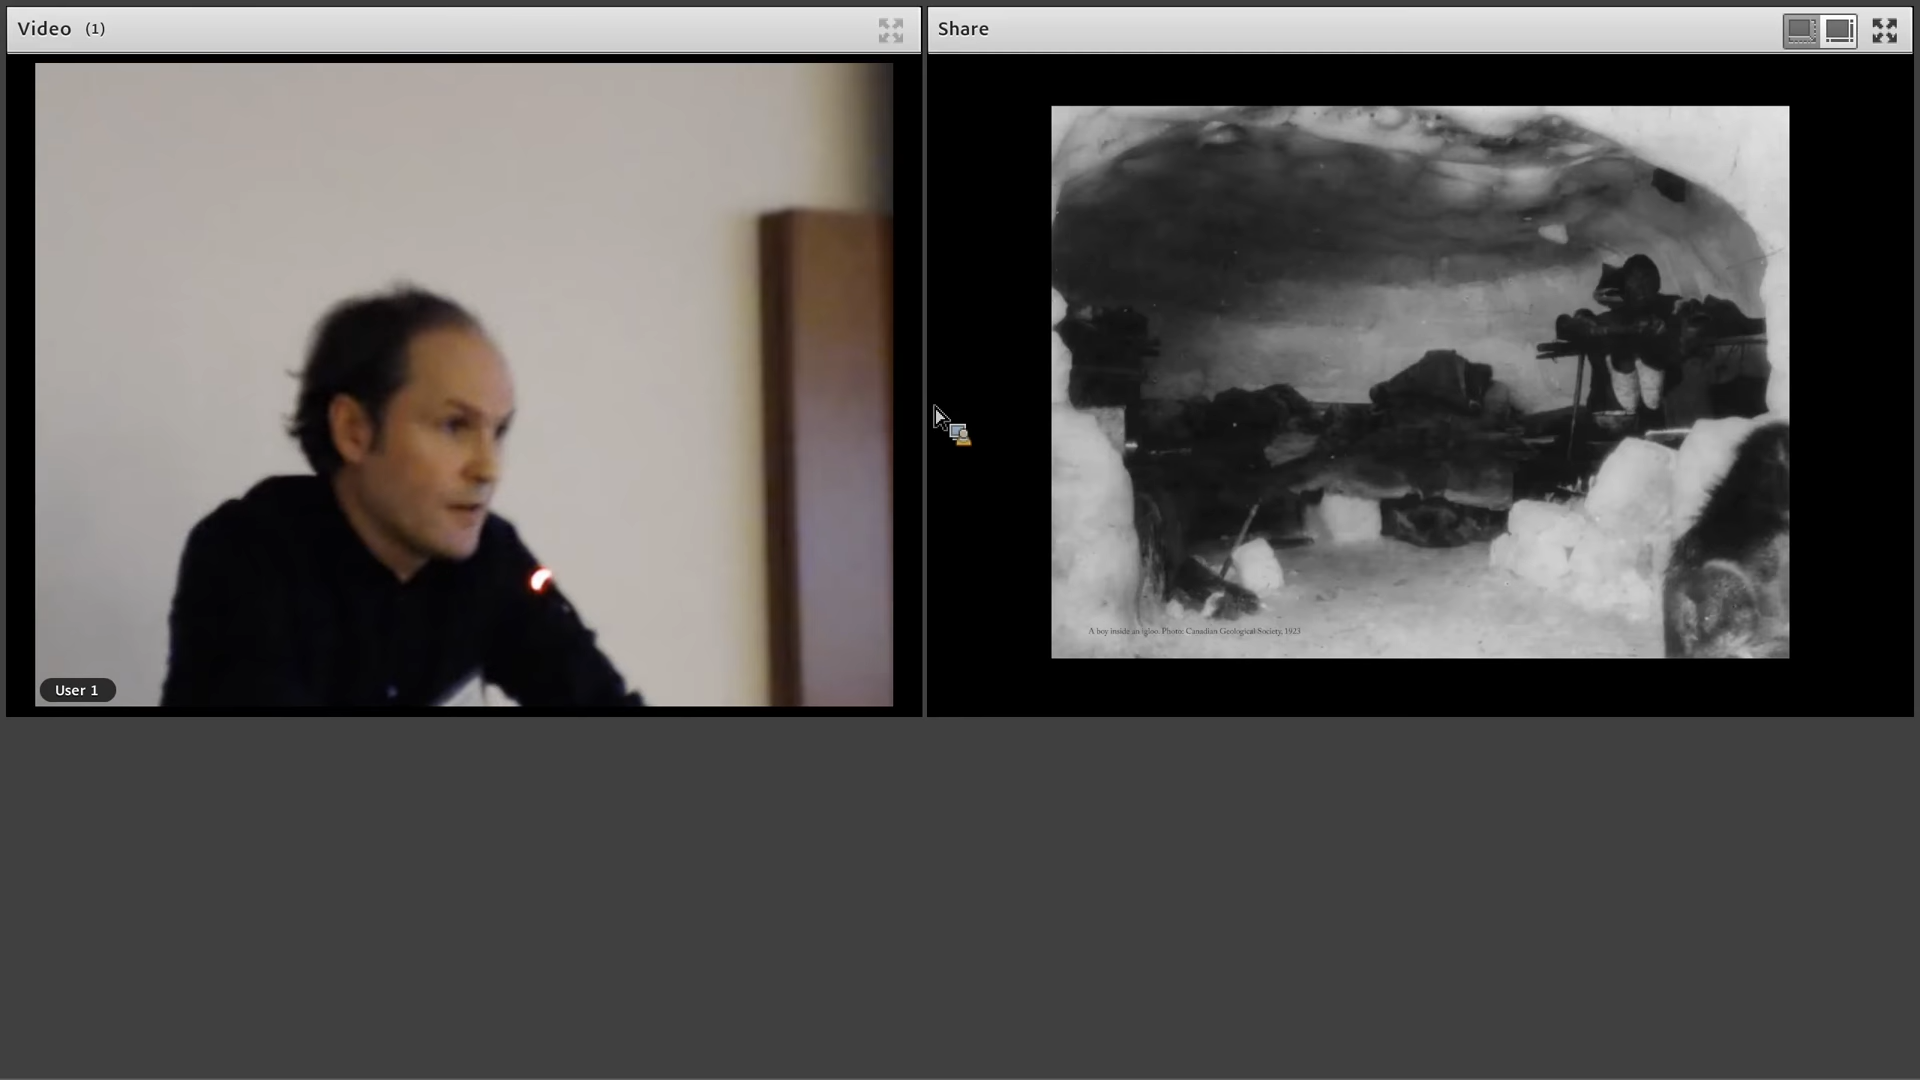 Video (1)
Share
User 1
A boy inside an igloo. Photo: Canadian Geological Society, 1923